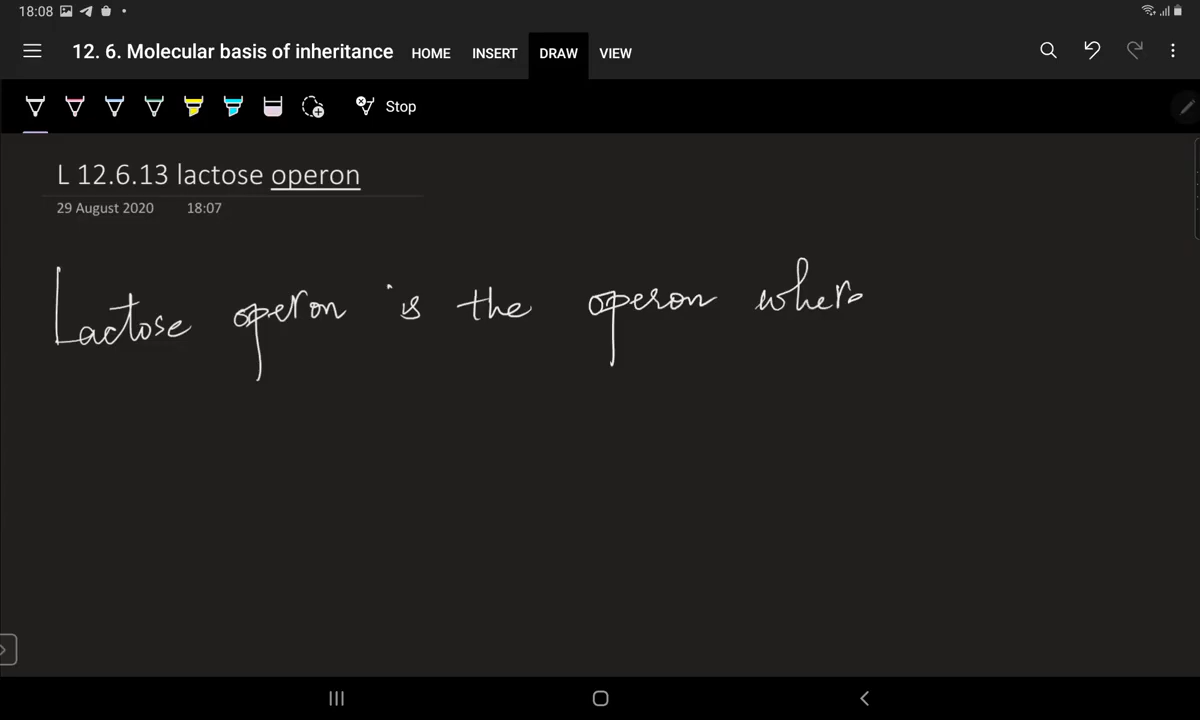 18:08
12. 6. Molecular basis of inheritance HOME INSERT DRAW VIEW
Stop
L 12.6.13 lactose operon
29 August 2020 18:07
Lactose operon is the operon where